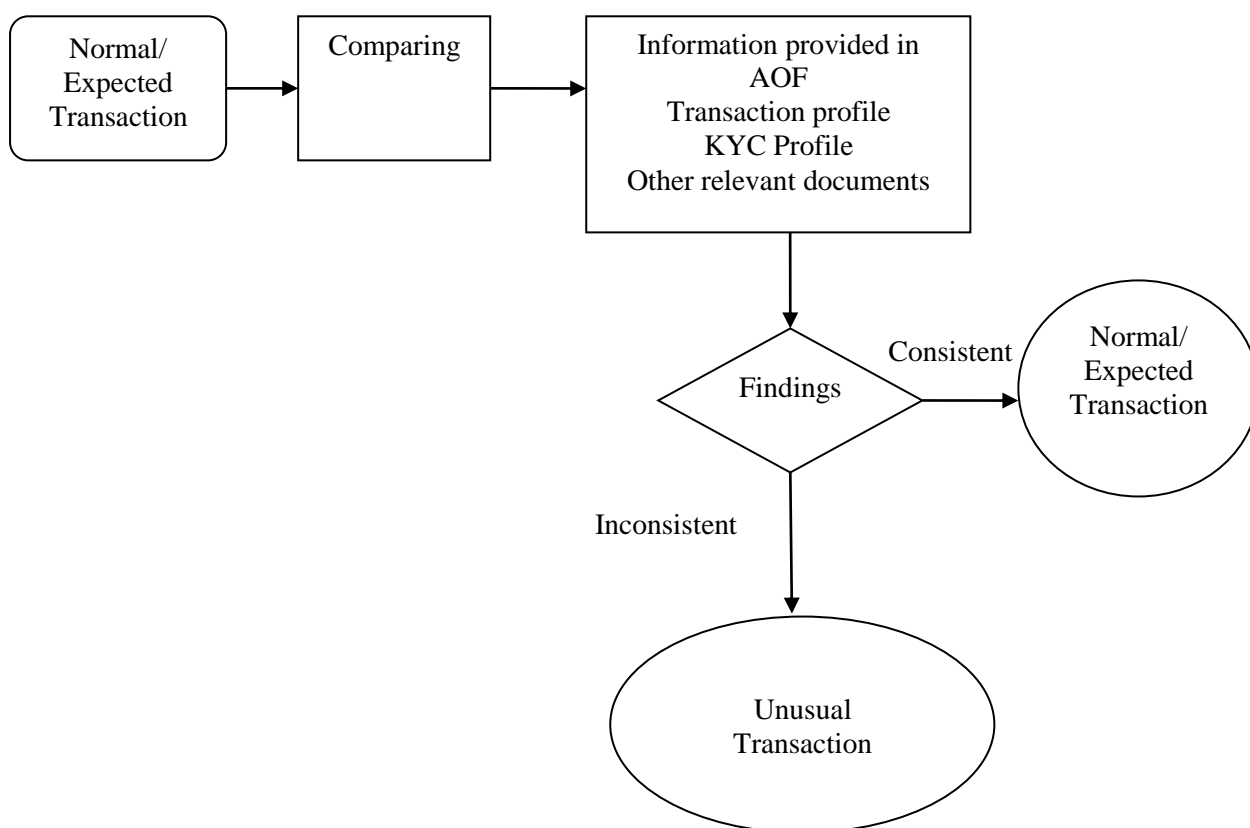 Normal/
Expected
Transaction
Comparing
Information provided in
AOF
Transaction profile
KYC Profile
Other relevant documents
Findings
Consistent
Normal/
Expected
Transaction
Inconsistent
Unusual
Transaction